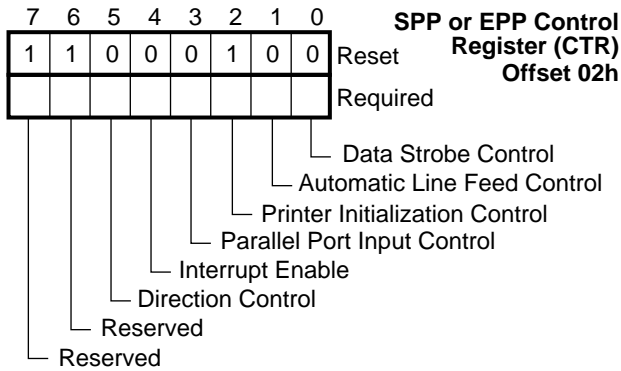 7 6 5 4 3 2 1 0
SPP or EPP Control
Register (CTR)
Offset 02h
1 1 0 0 0 1 0 0 Reset
Required
Data Strobe Control
Automatic Line Feed Control
Printer Initialization Control
Parallel Port Input Control
Interrupt Enable
Direction Control
Reserved
Reserved